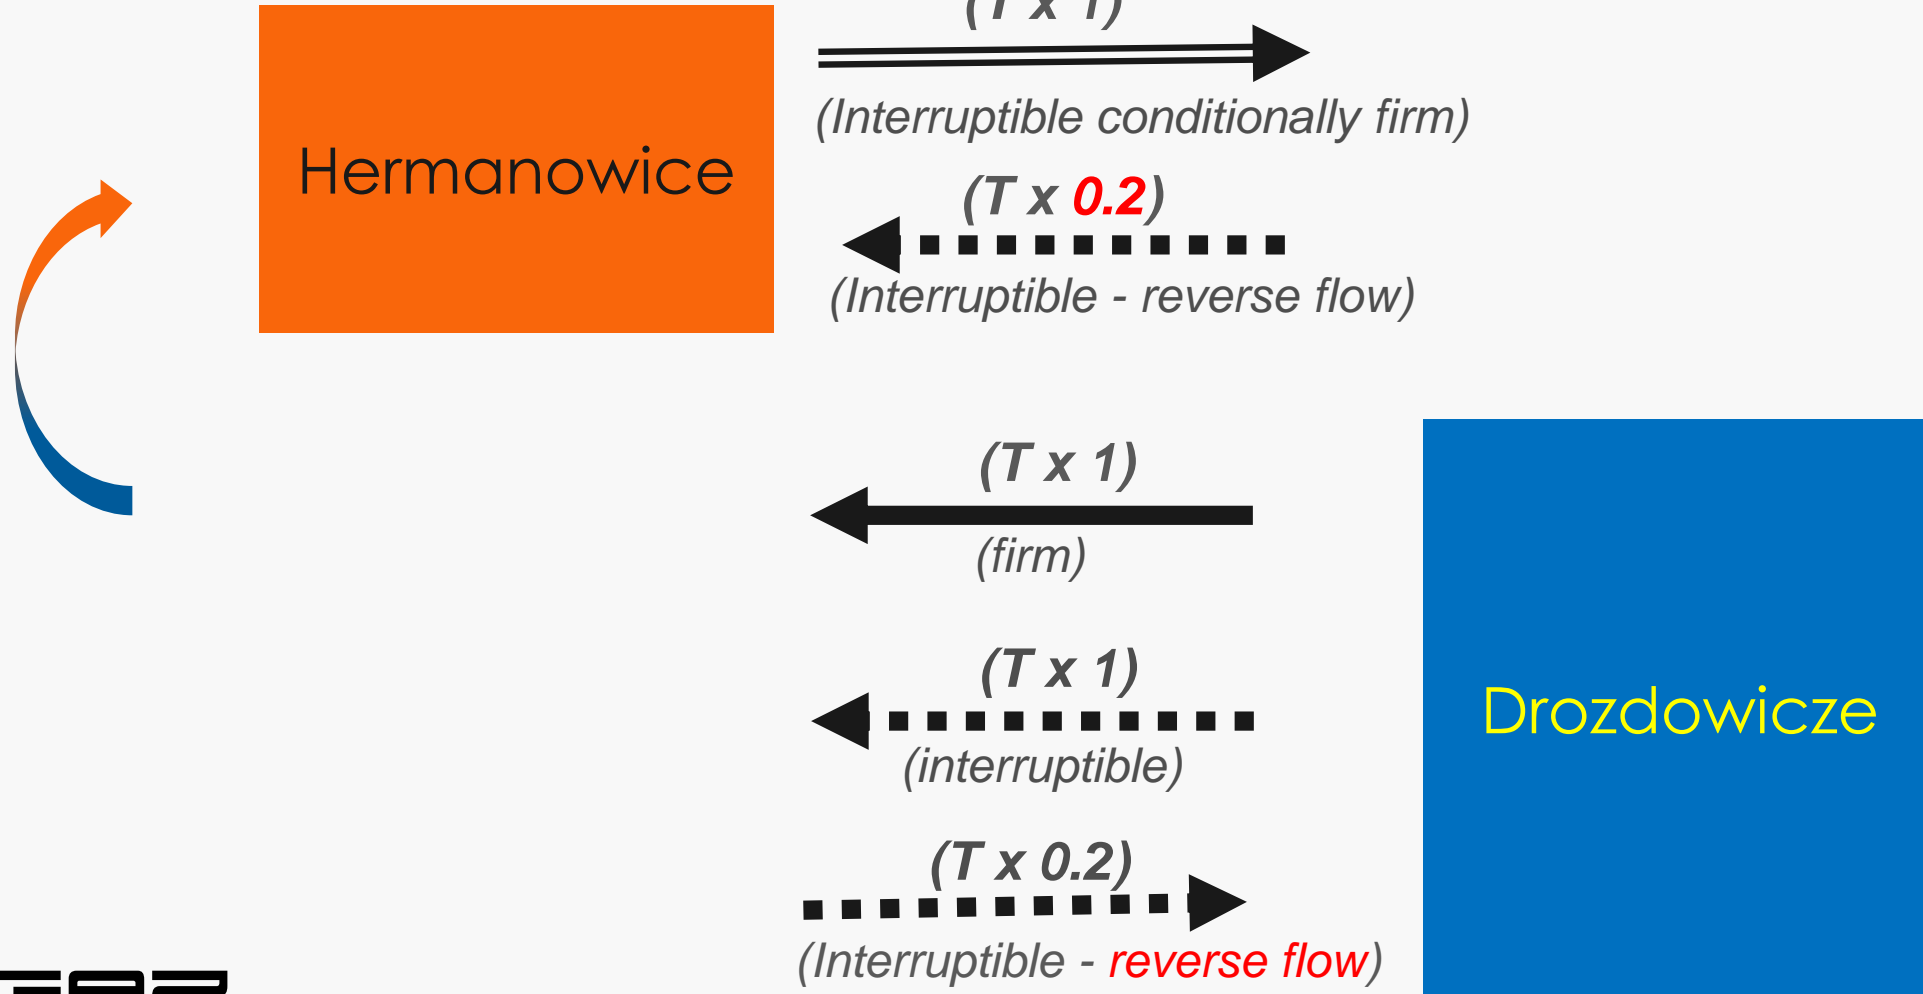 (T x 1)
(Interruptible conditionally firm)
Hermanowice
(T x 0.2)
(Interruptible - reverse flow)
(T x 1)
(firm)
(T x 1)
(interruptible)
Drozdowicze
(T x 0.2)
(Interruptible - reverse flow)